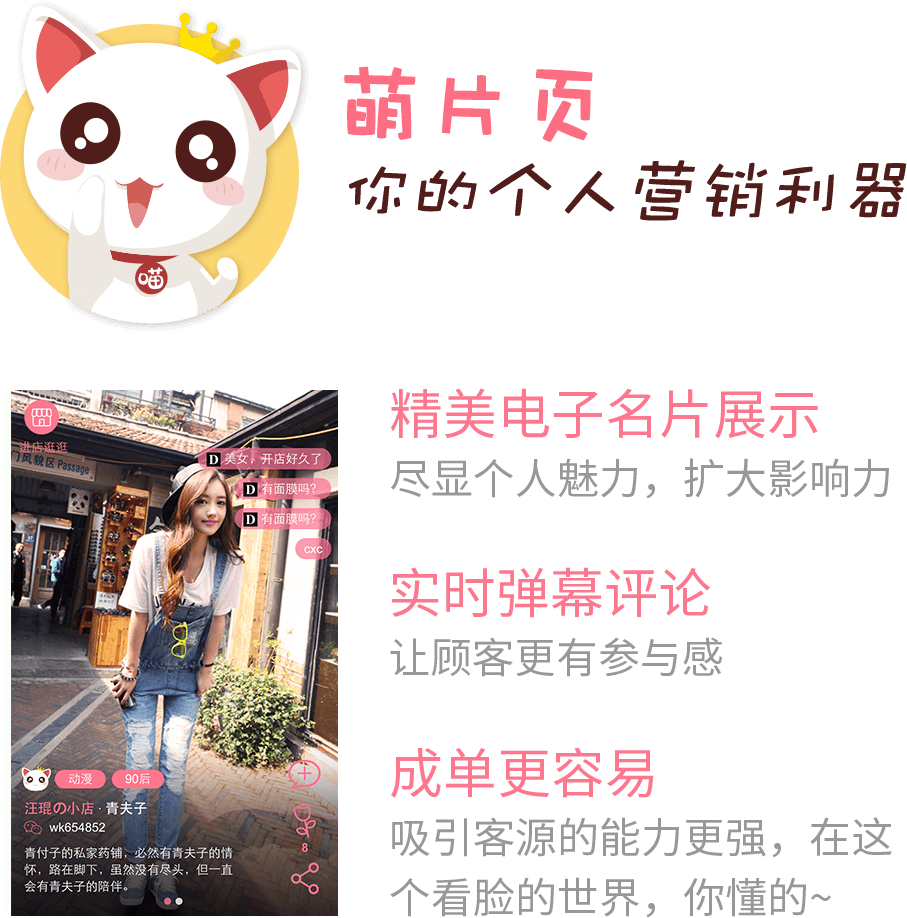 萌片页
你的个人营销利器
喵
精美电子名片展示
尽显个人魅力，扩大影响力
实时弹幕评论
让顾客更有参与感
成单更容易
吸引客源的能力更强，在这
个看脸的世界，你懂的~
进店逛逛
门风貌区 Passage
D 美女，开店好久了
D 有面膜吗?
D 有面膜吗?
cxc
动漫
90后
汪琨の小店 · 青夫子
wk654852
8
青付子的私家药铺，必然有青夫子的情
怀，路在脚下，虽然没有尽头，但一直
会有青夫子的陪伴。